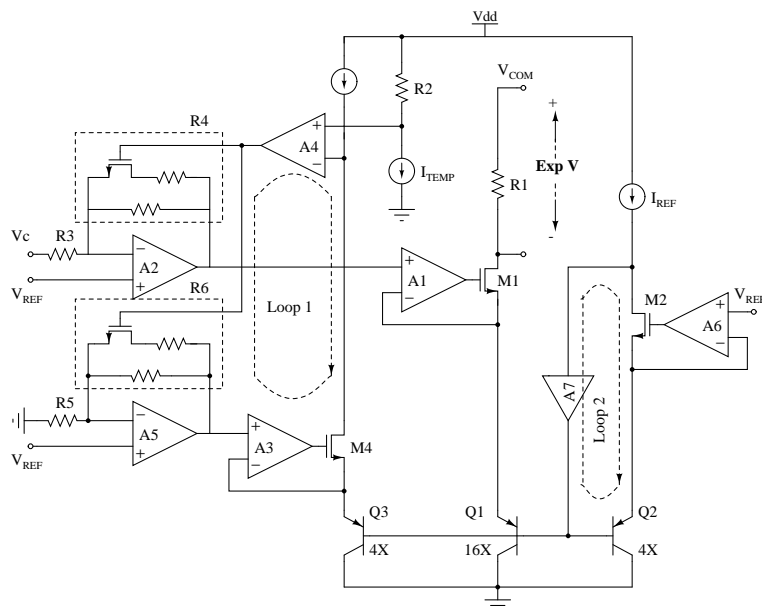 Vdd
V_COM
R4
R2
+
+
A4
−
Exp V
R1
I_TEMP
I_REF
Vc
R3
−
A2
+
−
V_REF
+
A1
−
M1
R6
Loop 1
M2
V_REF
+
A6
−
A7
Loop 2
R5
−
A5
+
V_REF
+
A3
−
M4
Q3
Q1
Q2
4X
16X
4X